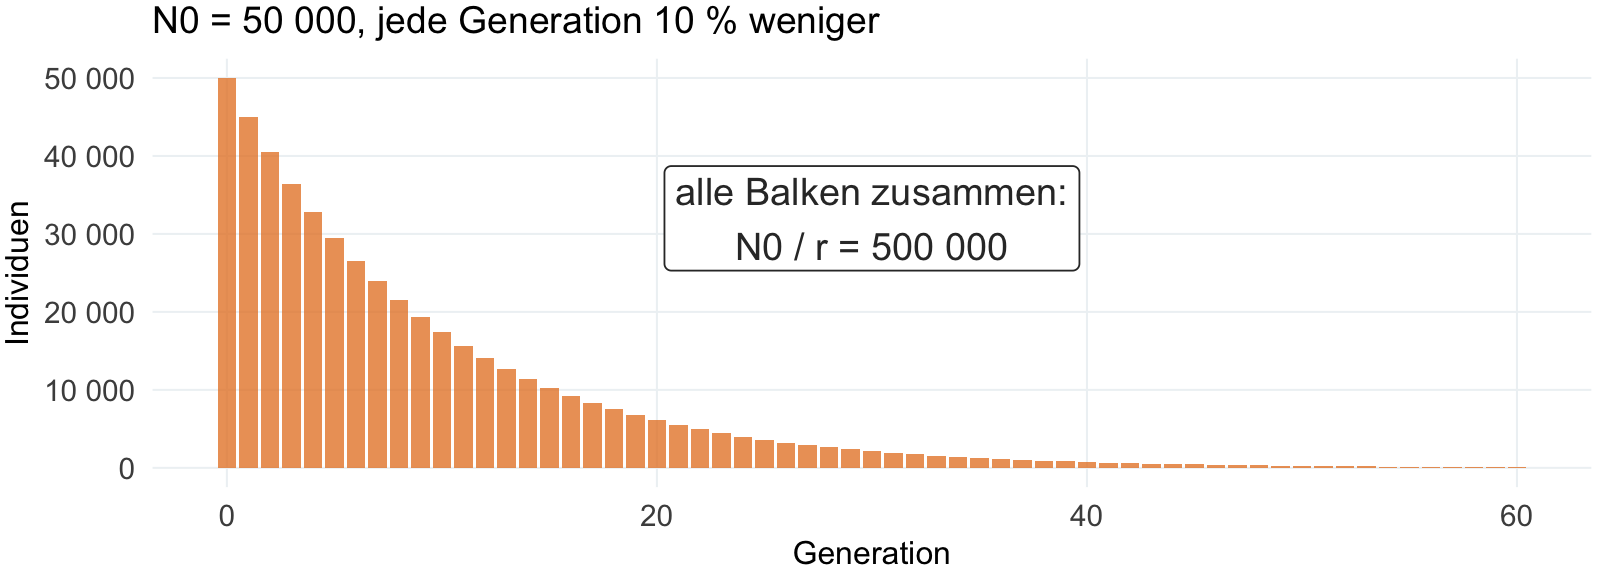 N0 = 50 000, jede Generation 10 % weniger
50 000
40 000
30 000
20 000
10 000
0
Individuen
alle Balken zusammen:
N0 / r = 500 000
0
20
40
60
Generation